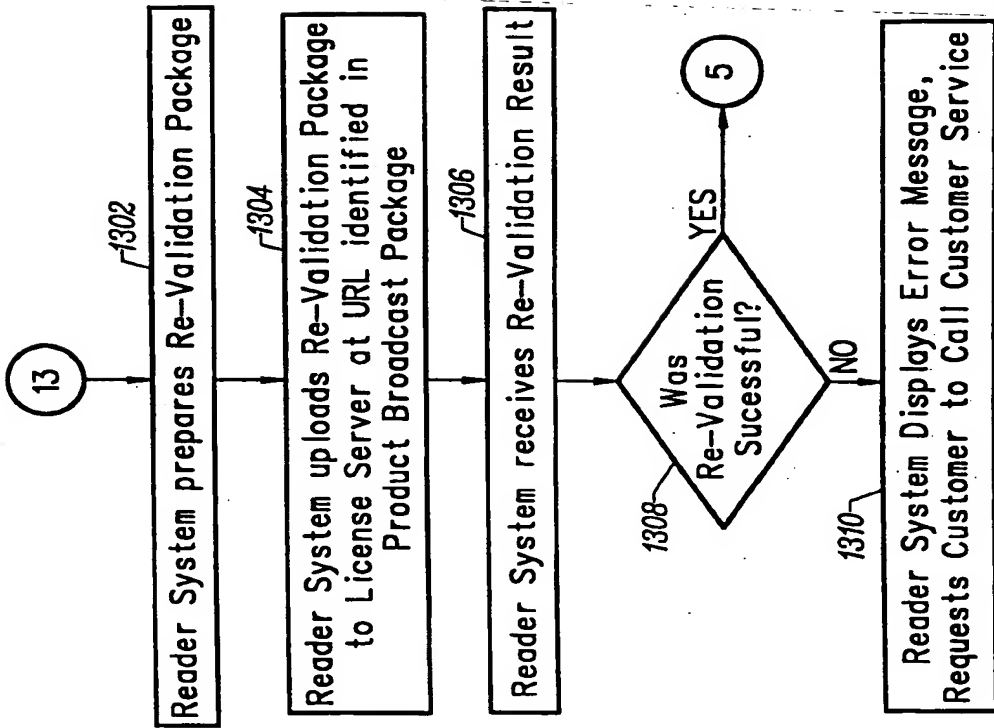 13
1302
Reader System prepares Re-Validation Package
1304
Reader System uploads Re-Validation Package
to License Server at URL identified in
Product Broadcast Package
1306
Reader System receives Re-Validation Result
1308
Was
Re-Validation
Sucessful?
YES
5
NO
1310
Reader System Displays Error Message,
Requests Customer to Call Customer Service